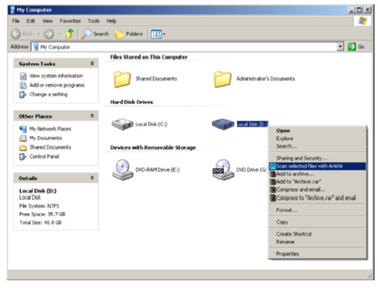 My Computer
File Edit View Favorites Tools Help
Back Search Folders
Address My Computer Go
System Tasks
View system information
Add or remove programs
Change a setting
Other Places
My Network Places
My Documents
Shared Documents
Control Panel
Details
Local Disk (D:)
Local Disk
File System: NTFS
Free Space: 35.7 GB
Total Size: 48.8 GB
Files Stored on This Computer
Shared Documents
Administrator's Documents
Hard Disk Drives
Local Disk (C:)
Local Disk (D:)
Devices with Removable Storage
DVD-RAM Drive (E:)
DVD Drive (G:
Open
Explore
Search...
Sharing and Security...
Scan selected files with AntiVir
Add to archive...
Add to "Archive.rar"
Compress and email...
Compress to "Archive.rar" and email
Format...
Copy
Create Shortcut
Rename
Properties